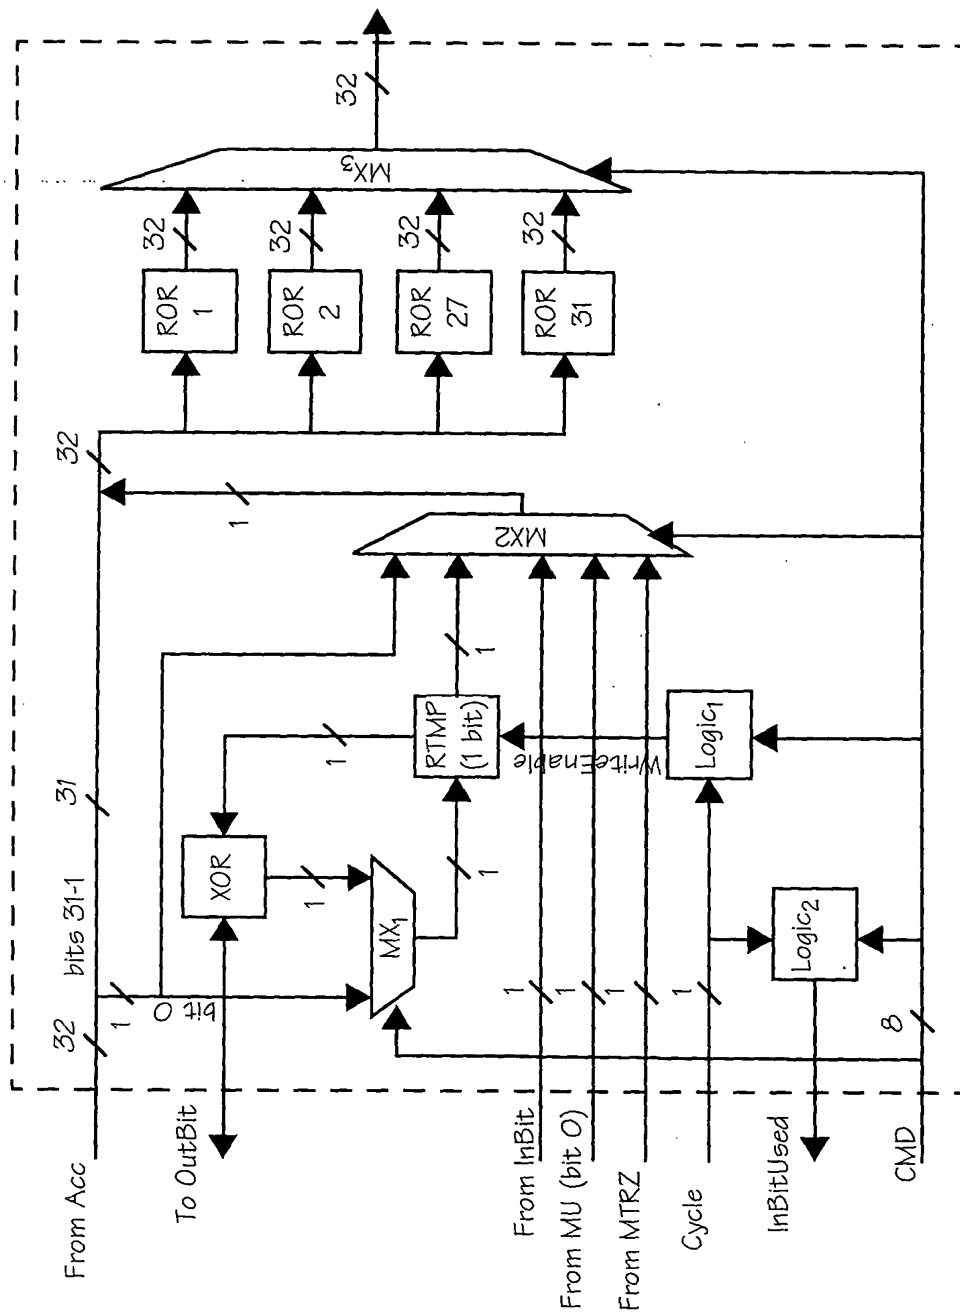 From Acc
32
bits 31-1
31
32
1
bit 0
To OutBit
XOR
1
1
MX1
1
RTMP
(1 bit)
1
WriteEnable
1
MX2
ROR
1
32
ROR
2
32
ROR
27
32
ROR
31
32
MX3
32
From InBit
1
From MU (bit 0)
1
From MTRZ
1
Cycle
1
Logic1
InBitUsed
Logic2
CMD
8